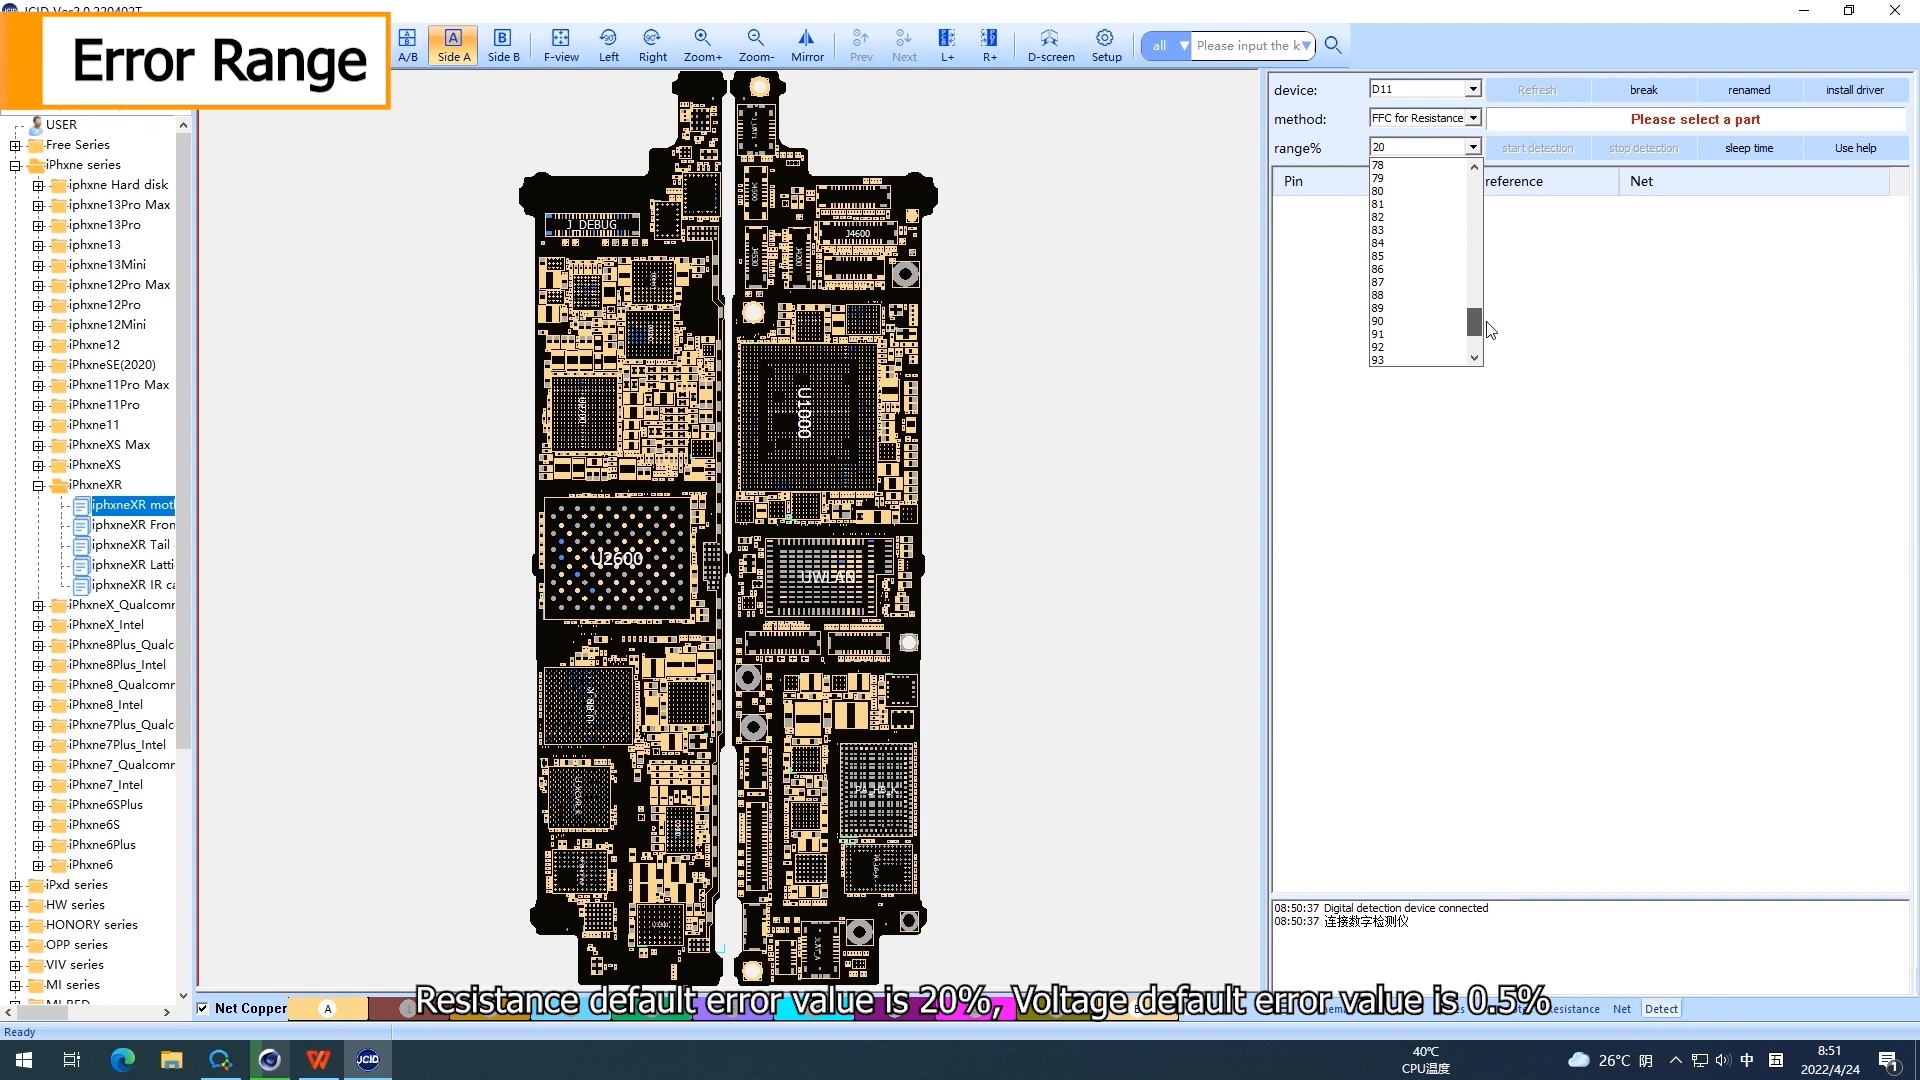 JCID Ver2.0.220402T
Error Range
A/B
Side A
Side B
F-view
Left
Right
Zoom+
Zoom-
Mirror
Prev
Next
L+
R+
D-screen
Setup
all
Please input the k
USER
Free Series
iPhxne series
iphxne Hard disk
iphxne13Pro Max
iphxne13Pro
iphxne13
iphxne13Mini
iphxne12Pro Max
iphxne12Pro
iphxne12Mini
iPhxne12
iPhxneSE(2020)
iPhxne11Pro Max
iPhxne11Pro
iPhxne11
iPhxneXS Max
iPhxneXS
iPhxneXR
iphxneXR mot
iphxneXR Fron
iphxneXR Tail
iphxneXR Latti
iphxneXR IR ca
iPhxneX_Qualcomr
iPhxneX_Intel
iPhxne8Plus_Qualc
iPhxne8Plus_Intel
iPhxne8_Qualcomr
iPhxne8_Intel
iPhxne7Plus_Qualc
iPhxne7Plus_Intel
iPhxne7_Qualcomr
iPhxne7_Intel
iPhxne6SPlus
iPhxne6S
iPhxne6Plus
iPhxne6
iPxd series
HW series
HONORY series
OPP series
VIV series
MI series
J_DEBUG
J4600
U1000
U2600
UWLAN
device:
D11
Refresh
break
renamed
install driver
method:
FFC for Resistance
Please select a part
range%
20
start detection
stop detection
sleep time
Use help
Pin
reference
Net
78
79
80
81
82
83
84
85
86
87
88
89
90
91
92
93
08:50:37 Digital detection device connected
08:50:37 连接数字检测仪
Net Copper
A
Resistance default error value is 20%, Voltage default error value is 0.5%
esistance
Net
Detect
Ready
JCID
40℃
CPU温度
26°C 阴
中
8:51
2022/4/24
1